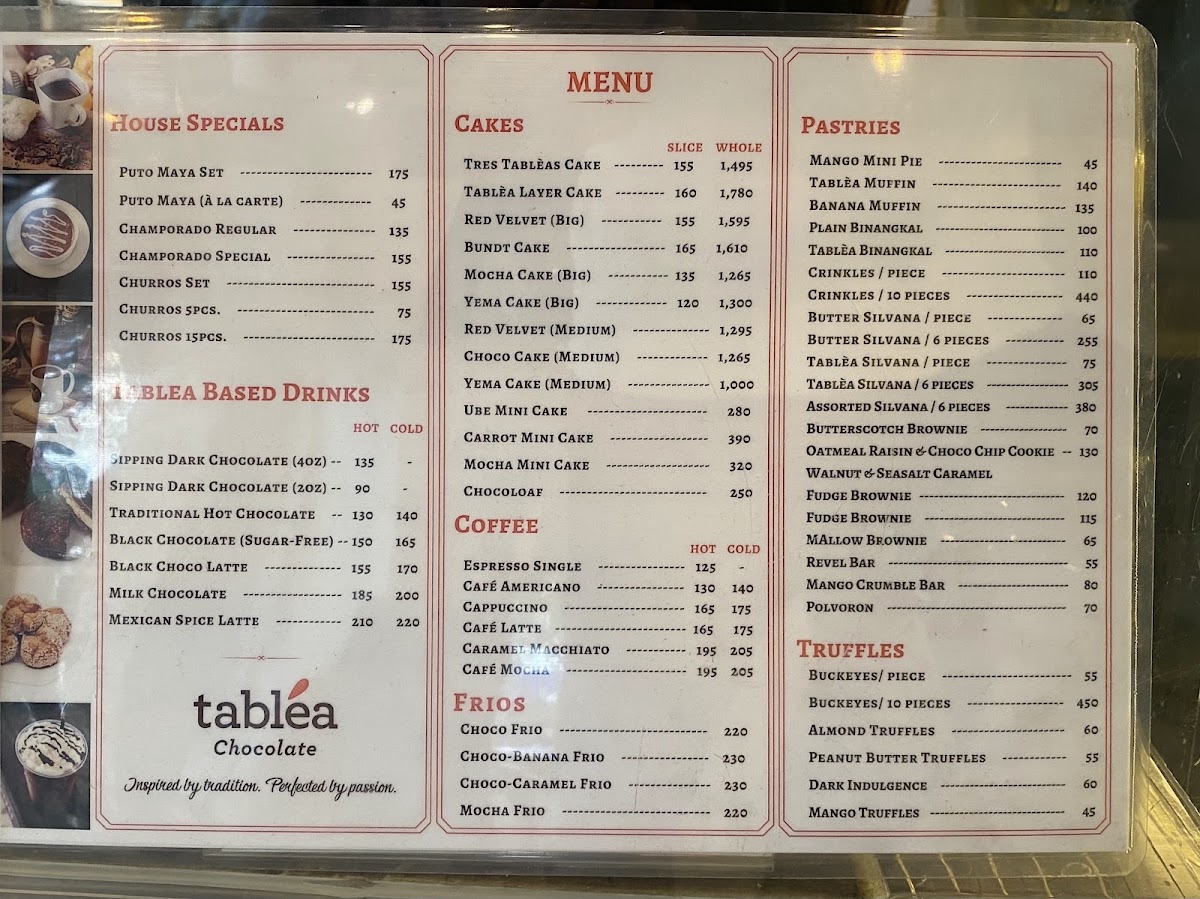 HOUSE SPECIALS
PUTO MAYA SET ---------- 175
PUTO MAYA (À LA CARTE) ---------- 45
CHAMPORADO REGULAR ---------- 135
CHAMPORADO SPECIAL ---------- 155
CHURROS SET ---------- 155
CHURROS 5PCS. ---------- 75
CHURROS 15PCS. ---------- 175
TABLEA BASED DRINKS
HOT COLD
SIPPING DARK CHOCOLATE (4OZ) -- 135 -
SIPPING DARK CHOCOLATE (2OZ) -- 90 -
TRADITIONAL HOT CHOCOLATE -- 130 140
BLACK CHOCOLATE (SUGAR-FREE) -- 150 165
BLACK CHOCO LATTE ---------- 155 170
MILK CHOCOLATE ---------- 185 200
MEXICAN SPICE LATTE ---------- 210 220
tabléa
Chocolate
Inspired by tradition. Perfected by passion.
MENU
CAKES
SLICE WHOLE
TRES TABLÈAS CAKE ---------- 155 1,495
TABLÈA LAYER CAKE ---------- 160 1,780
RED VELVET (BIG) ---------- 155 1,595
BUNDT CAKE ---------- 165 1,610
MOCHA CAKE (BIG) ---------- 135 1,265
YEMA CAKE (BIG) ---------- 120 1,300
RED VELVET (MEDIUM) ---------- 1,295
CHOCO CAKE (MEDIUM) ---------- 1,265
YEMA CAKE (MEDIUM) ---------- 1,000
UBE MINI CAKE ---------- 280
CARROT MINI CAKE ---------- 390
MOCHA MINI CAKE ---------- 320
CHOCOLOAF ---------- 250
COFFEE
HOT COLD
ESPRESSO SINGLE ---------- 125 -
CAFÉ AMERICANO ---------- 130 140
CAPPUCCINO ---------- 165 175
CAFÉ LATTE ---------- 165 175
CARAMEL MACCHIATO ---------- 195 205
CAFÉ MOCHA ---------- 195 205
FRIOS
CHOCO FRIO ---------- 220
CHOCO-BANANA FRIO ---------- 230
CHOCO-CARAMEL FRIO ---------- 230
MOCHA FRIO ---------- 220
PASTRIES
MANGO MINI PIE ---------- 45
TABLÈA MUFFIN ---------- 140
BANANA MUFFIN ---------- 135
PLAIN BINANGKAL ---------- 100
TABLÈA BINANGKAL ---------- 110
CRINKLES / PIECE ---------- 110
CRINKLES / 10 PIECES ---------- 440
BUTTER SILVANA / PIECE ---------- 65
BUTTER SILVANA / 6 PIECES ---------- 255
TABLÈA SILVANA / PIECE ---------- 75
TABLÈA SILVANA / 6 PIECES ---------- 305
ASSORTED SILVANA / 6 PIECES ---------- 380
BUTTERSCOTCH BROWNIE ---------- 70
OATMEAL RAISIN & CHOCO CHIP COOKIE -- 130
WALNUT & SEASALT CARAMEL
FUDGE BROWNIE ---------- 120
FUDGE BROWNIE ---------- 115
MALLOW BROWNIE ---------- 65
REVEL BAR ---------- 55
MANGO CRUMBLE BAR ---------- 80
POLVORON ---------- 70
TRUFFLES
BUCKEYES/ PIECE ---------- 55
BUCKEYES/ 10 PIECES ---------- 450
ALMOND TRUFFLES ---------- 60
PEANUT BUTTER TRUFFLES ---------- 55
DARK INDULGENCE ---------- 60
MANGO TRUFFLES ---------- 45